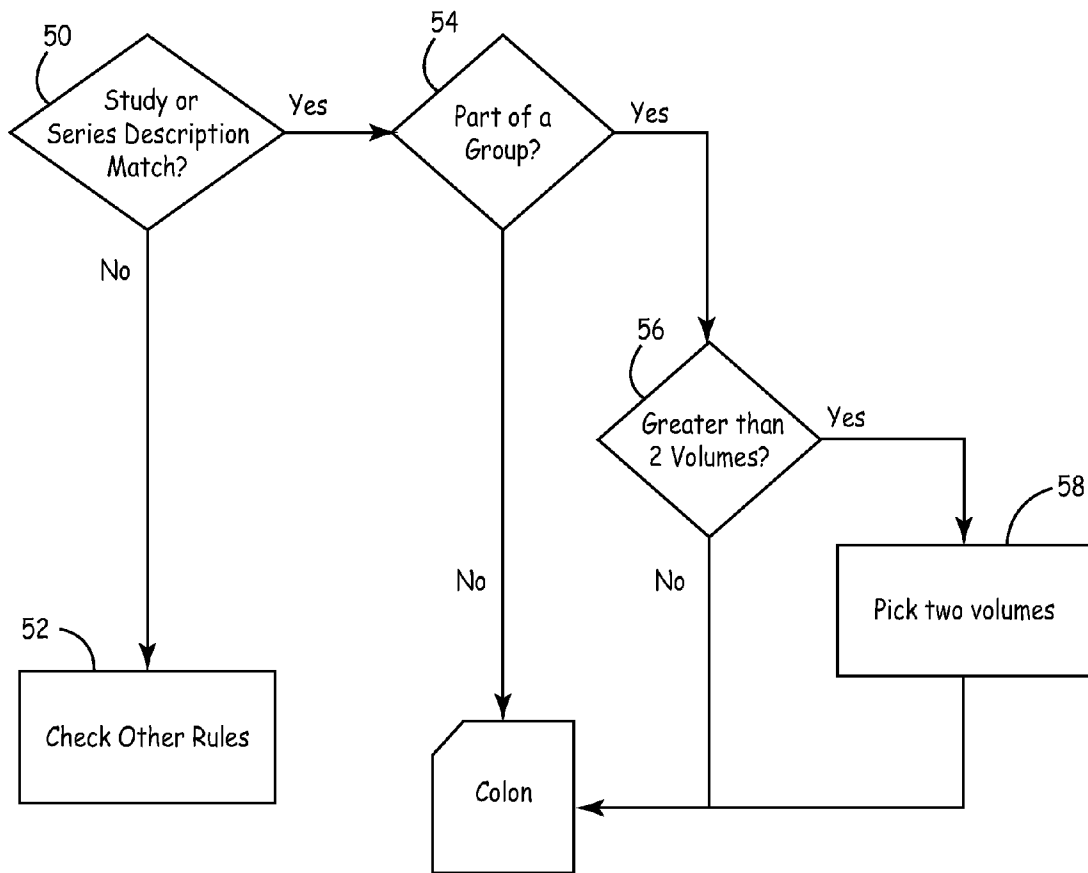 50
Study or
Series Description
Match?
Yes
No
54
Part of a
Group?
Yes
No
56
Greater than
2 Volumes?
Yes
No
58
Pick two volumes
52
Check Other Rules
Colon